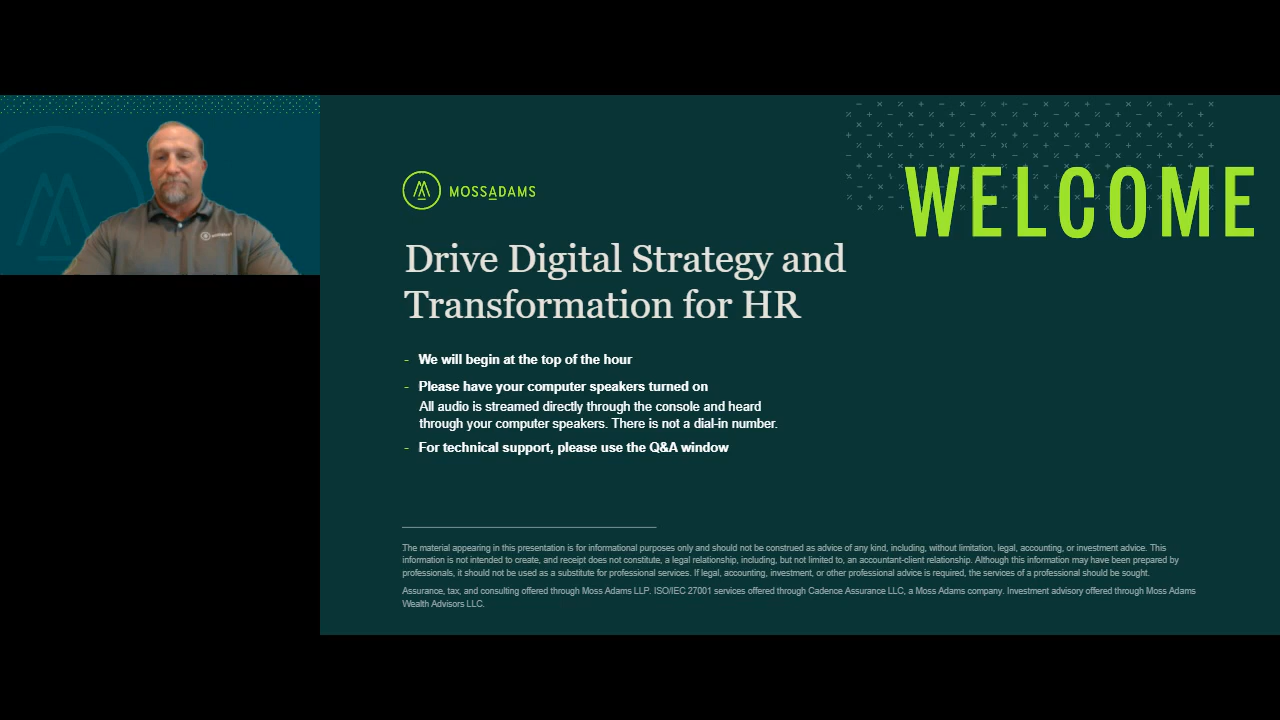 WELCOME
MOSSADAMS
Drive Digital Strategy and
Transformation for HR
- We will begin at the top of the hour
- Please have your computer speakers turned on
All audio is streamed directly through the console and heard
through your computer speakers. There is not a dial-in number.
- For technical support, please use the Q&A window
The material appearing in this presentation is for informational purposes only and should not be construed as advice of any kind, including, without limitation, legal, accounting, or investment advice. This
information is not intended to create, and receipt does not constitute, a legal relationship, including, but not limited to, an accountant-client relationship. Although this information may have been prepared by
professionals, it should not be used as a substitute for professional services. If legal, accounting, investment, or other professional advice is required, the services of a professional should be sought.
Assurance, tax, and consulting offered through Moss Adams LLP. ISO/IEC 27001 services offered through Cadence Assurance LLC, a Moss Adams company. Investment advisory offered through Moss Adams
Wealth Advisors LLC.